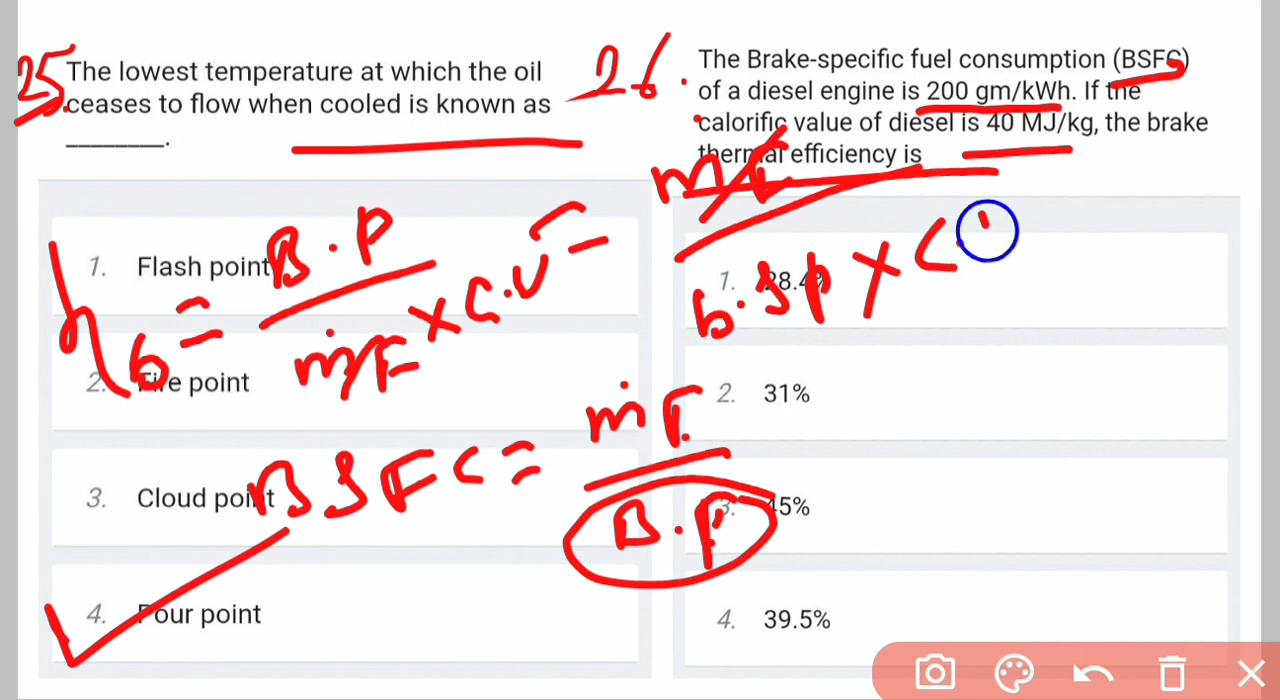 25
The lowest temperature at which the oil
.ceases to flow when cooled is known as
________.
1. Flash point
2. Fire point
3. Cloud point
4. Pour point
B.P
ṁF × C.V
BSFC = ṁF
B.P
26.
The Brake-specific fuel consumption (BSFC)
of a diesel engine is 200 gm/kWh. If the
calorific value of diesel is 40 MJ/kg, the brake
thermal efficiency is
1.
2. 31%
3. 45%
4. 39.5%